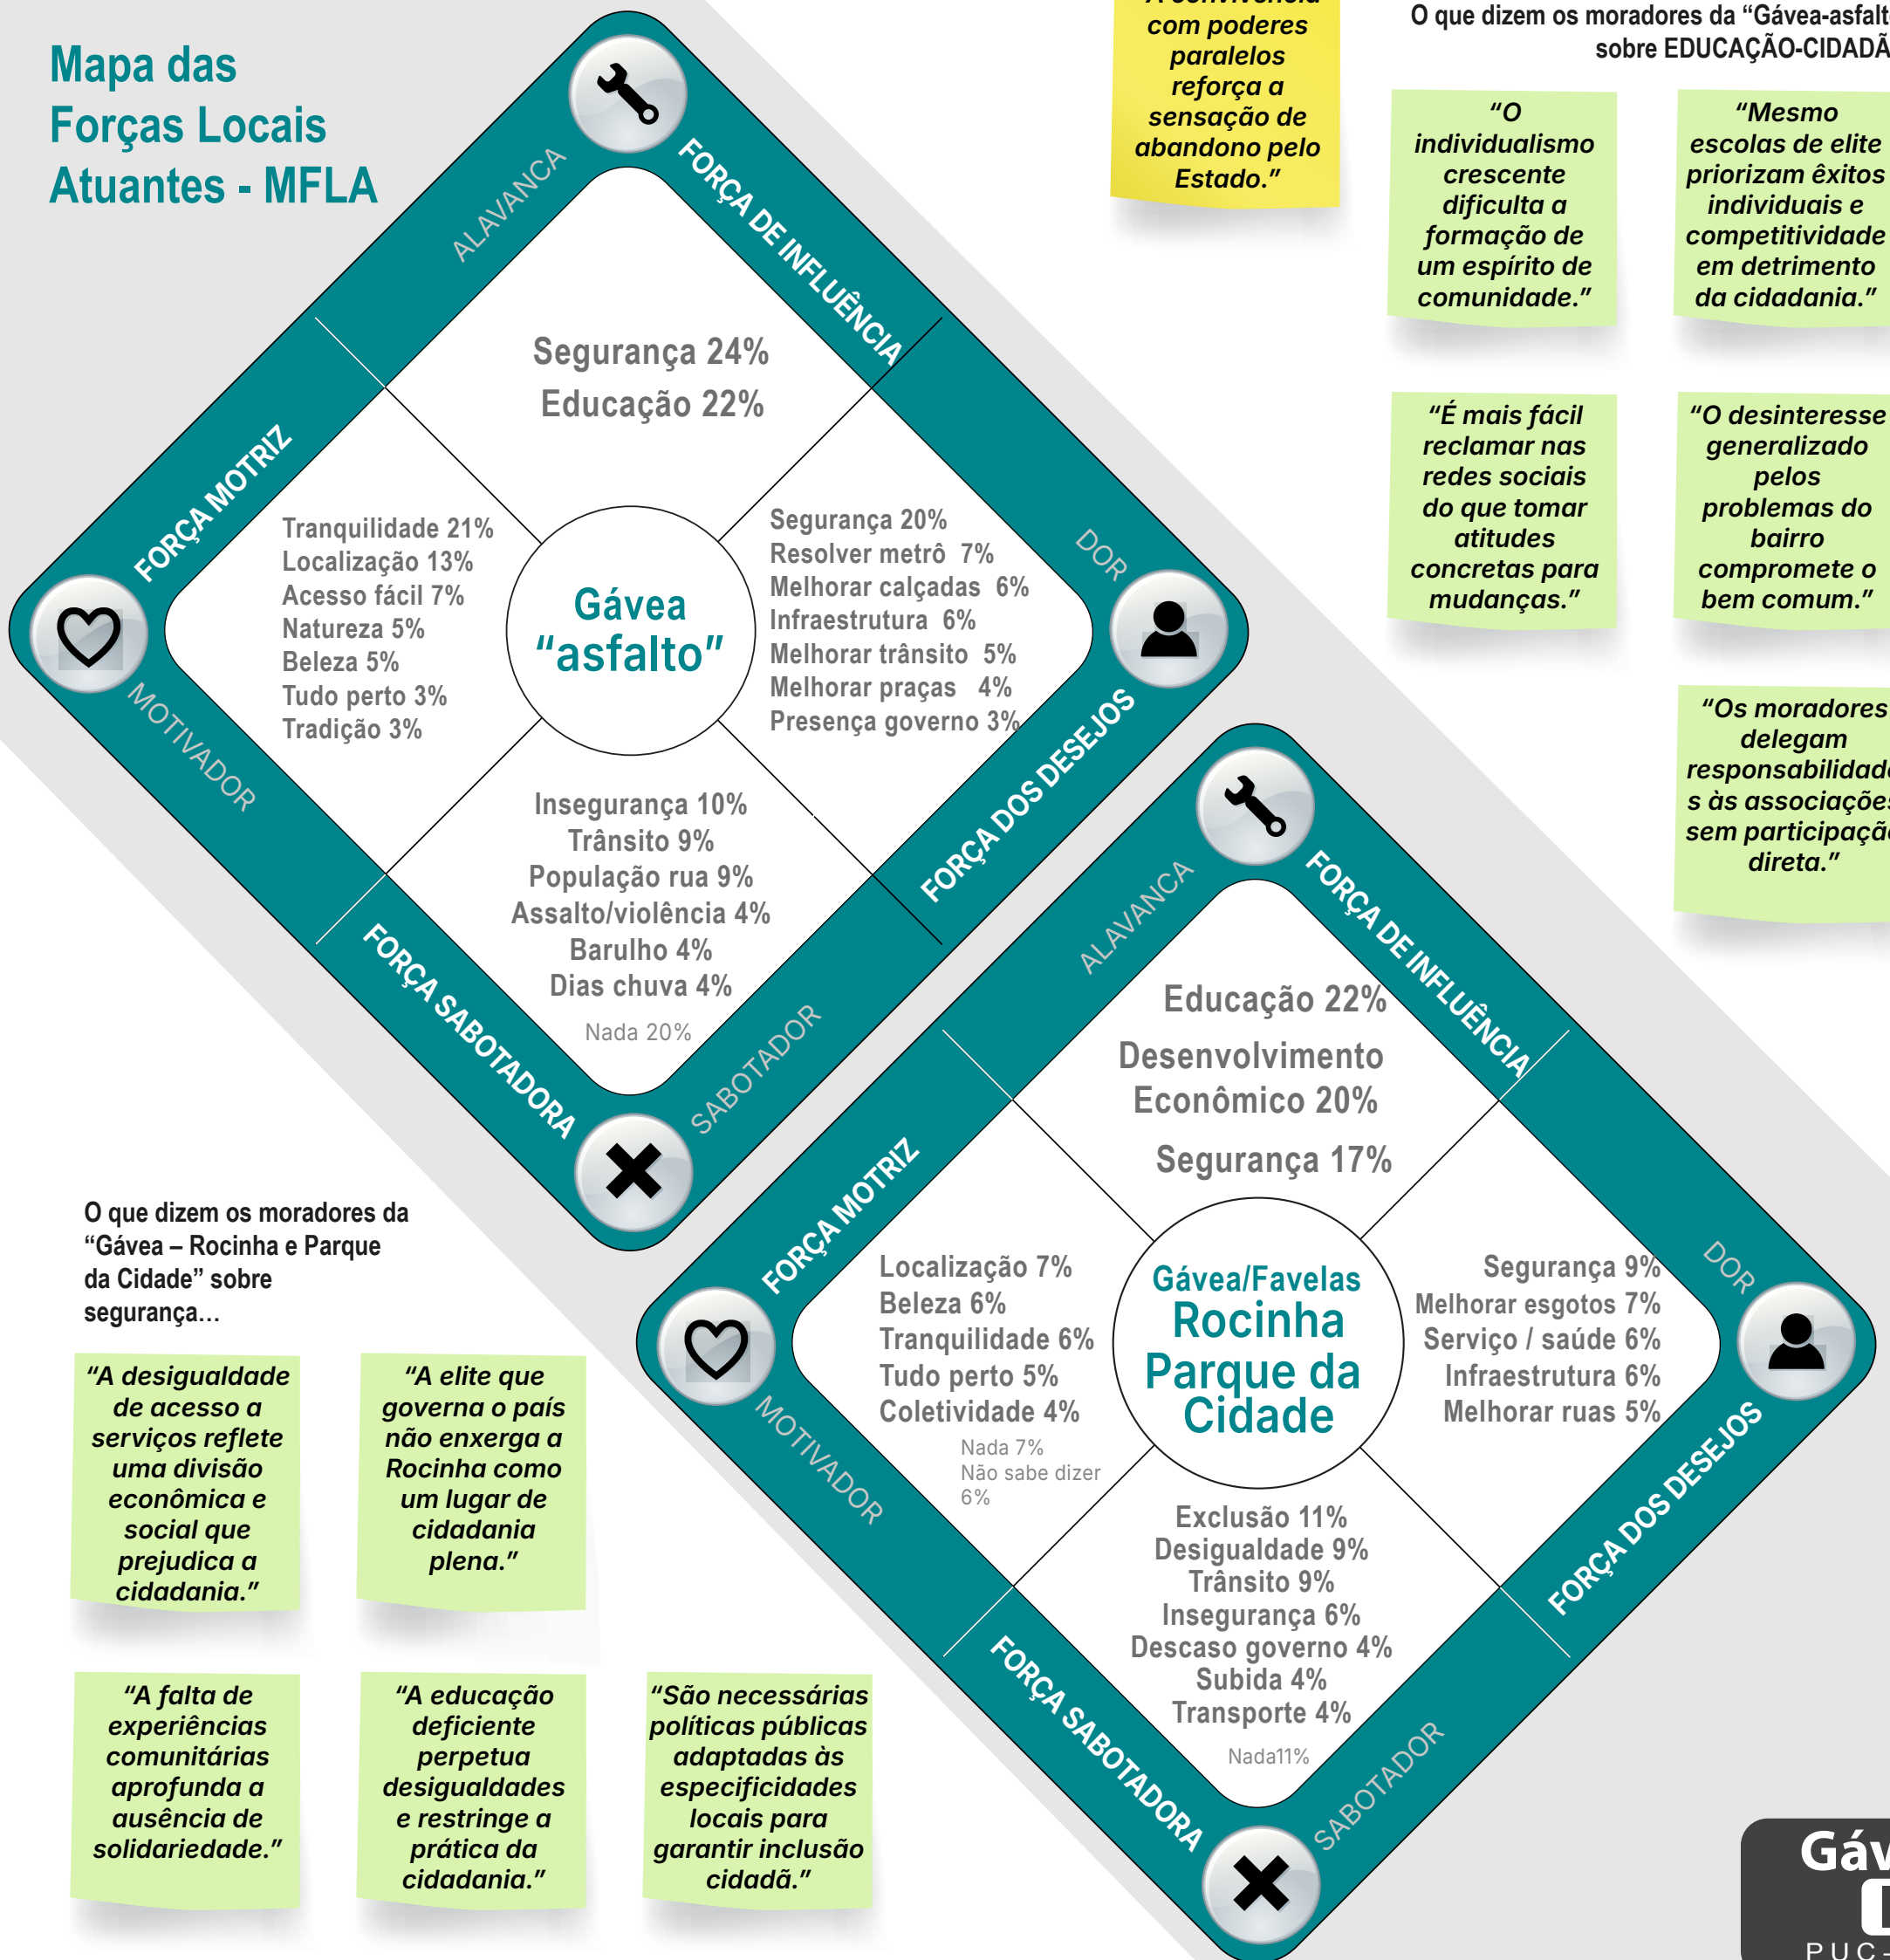 Mapa das
Forças Locais
Atuantes - MFLA
com poderes
paralelos
reforça a
sensação de
abandono pelo
Estado.”
O que dizem os moradores da “Gávea-asfalt
sobre EDUCAÇÃO-CIDADÃ
“O
individualismo
crescente
dificulta a
formação de
um espírito de
comunidade.”
“Mesmo
escolas de elite
priorizam êxitos
individuais e
competitividade
em detrimento
da cidadania.”
“É mais fácil
reclamar nas
redes sociais
do que tomar
atitudes
concretas para
mudanças.”
“O desinteresse
generalizado
pelos
problemas do
bairro
compromete o
bem comum.”
“Os moradores
delegam
responsabilidade
s às associações
sem participação
direta.”
ALAVANCA
FORÇA DE INFLUÊNCIA
Segurança 24%
Educação 22%
FORÇA MOTRIZ
MOTIVADOR
Tranquilidade 21%
Localização 13%
Acesso fácil 7%
Natureza 5%
Beleza 5%
Tudo perto 3%
Tradição 3%
Gávea
“asfalto”
DOR
FORÇA DOS DESEJOS
Segurança 20%
Resolver metrô 7%
Melhorar calçadas 6%
Infraestrutura 6%
Melhorar trânsito 5%
Melhorar praças 4%
Presença governo 3%
Insegurança 10%
Trânsito 9%
População rua 9%
Assalto/violência 4%
Barulho 4%
Dias chuva 4%
Nada 20%
FORÇA SABOTADORA
SABOTADOR
ALAVANCA
FORÇA DE INFLUÊNCIA
Educação 22%
Desenvolvimento
Econômico 20%
Segurança 17%
FORÇA MOTRIZ
MOTIVADOR
Localização 7%
Beleza 6%
Tranquilidade 6%
Tudo perto 5%
Coletividade 4%
Nada 7%
Não sabe dizer
6%
Gávea/Favelas
Rocinha
Parque da
Cidade
DOR
FORÇA DOS DESEJOS
Segurança 9%
Melhorar esgotos 7%
Serviço / saúde 6%
Infraestrutura 6%
Melhorar ruas 5%
Exclusão 11%
Desigualdade 9%
Trânsito 9%
Insegurança 6%
Descaso governo 4%
Subida 4%
Transporte 4%
Nada11%
FORÇA SABOTADORA
SABOTADOR
O que dizem os moradores da
“Gávea – Rocinha e Parque
da Cidade” sobre
segurança…
“A desigualdade
de acesso a
serviços reflete
uma divisão
econômica e
social que
prejudica a
cidadania.”
“A elite que
governa o país
não enxerga a
Rocinha como
um lugar de
cidadania
plena.”
“A falta de
experiências
comunitárias
aprofunda a
ausência de
solidariedade.”
“A educação
deficiente
perpetua
desigualdades
e restringe a
prática da
cidadania.”
“São necessárias
políticas públicas
adaptadas às
especificidades
locais para
garantir inclusão
cidadã.”
Gáv
PUC-